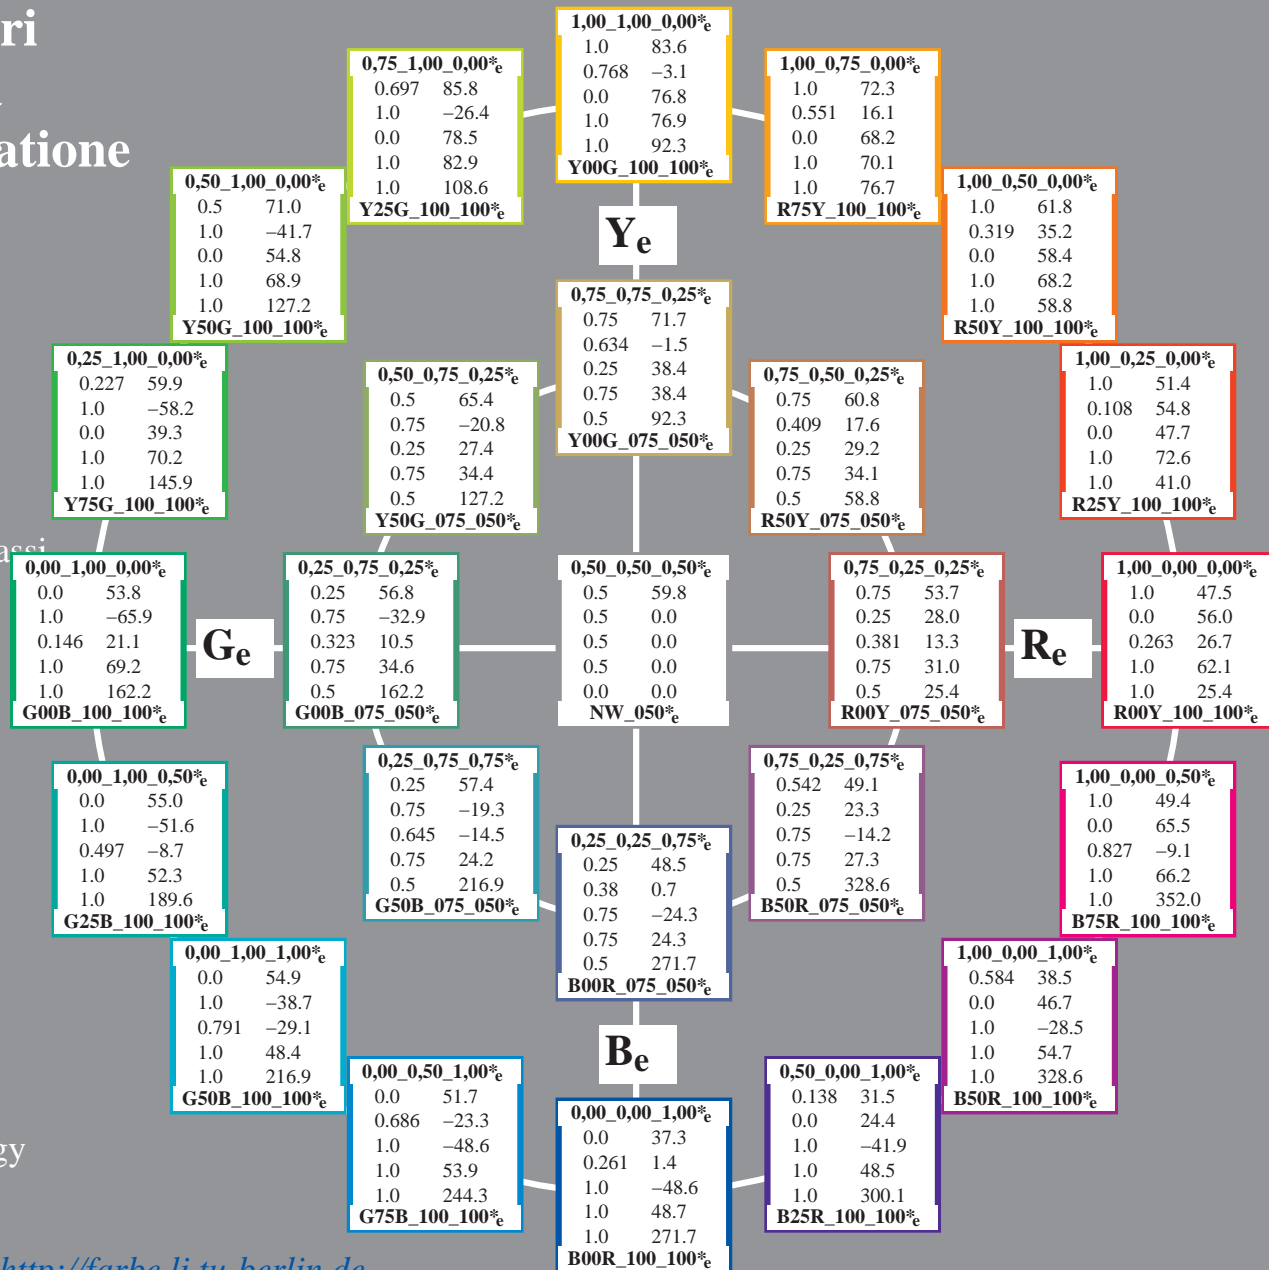 ri
atione
1,00_1,00_0,00*e
1.0 83.6
0.768 −3.1
0.0 76.8
1.0 76.9
1.0 92.3
Y00G_100_100*e
0,75_1,00_0,00*e
0.697 85.8
1.0 −26.4
0.0 78.5
1.0 82.9
1.0 108.6
Y25G_100_100*e
1,00_0,75_0,00*e
1.0 72.3
0.551 16.1
0.0 68.2
1.0 70.1
1.0 76.7
R75Y_100_100*e
0,50_1,00_0,00*e
0.5 71.0
1.0 −41.7
0.0 54.8
1.0 68.9
1.0 127.2
Y50G_100_100*e
1,00_0,50_0,00*e
1.0 61.8
0.319 35.2
0.0 58.4
1.0 68.2
1.0 58.8
R50Y_100_100*e
Ye
0,75_0,75_0,25*e
0.75 71.7
0.634 −1.5
0.25 38.4
0.75 38.4
0.5 92.3
Y00G_075_050*e
0,25_1,00_0,00*e
0.227 59.9
1.0 −58.2
0.0 39.3
1.0 70.2
1.0 145.9
Y75G_100_100*e
0,50_0,75_0,25*e
0.5 65.4
0.75 −20.8
0.25 27.4
0.75 34.4
0.5 127.2
Y50G_075_050*e
0,75_0,50_0,25*e
0.75 60.8
0.409 17.6
0.25 29.2
0.75 34.1
0.5 58.8
R50Y_075_050*e
1,00_0,25_0,00*e
1.0 51.4
0.108 54.8
0.0 47.7
1.0 72.6
1.0 41.0
R25Y_100_100*e
assi
0,00_1,00_0,00*e
0.0 53.8
1.0 −65.9
0.146 21.1
1.0 69.2
1.0 162.2
G00B_100_100*e
Ge
0,25_0,75_0,25*e
0.25 56.8
0.75 −32.9
0.323 10.5
0.75 34.6
0.5 162.2
G00B_075_050*e
0,50_0,50_0,50*e
0.5 59.8
0.5 0.0
0.5 0.0
0.5 0.0
0.0 0.0
NW_050*e
0,75_0,25_0,25*e
0.75 53.7
0.25 28.0
0.381 13.3
0.75 31.0
0.5 25.4
R00Y_075_050*e
Re
1,00_0,00_0,00*e
1.0 47.5
0.0 56.0
0.263 26.7
1.0 62.1
1.0 25.4
R00Y_100_100*e
0,00_1,00_0,50*e
0.0 55.0
1.0 −51.6
0.497 −8.7
1.0 52.3
1.0 189.6
G25B_100_100*e
0,25_0,75_0,75*e
0.25 57.4
0.75 −19.3
0.645 −14.5
0.75 24.2
0.5 216.9
G50B_075_050*e
0,75_0,25_0,75*e
0.542 49.1
0.25 23.3
0.75 −14.2
0.75 27.3
0.5 328.6
B50R_075_050*e
1,00_0,00_0,50*e
1.0 49.4
0.0 65.5
0.827 −9.1
1.0 66.2
1.0 352.0
B75R_100_100*e
0,25_0,25_0,75*e
0.25 48.5
0.38 0.7
0.75 −24.3
0.75 24.3
0.5 271.7
B00R_075_050*e
0,00_1,00_1,00*e
0.0 54.9
1.0 −38.7
0.791 −29.1
1.0 48.4
1.0 216.9
G50B_100_100*e
1,00_0,00_1,00*e
0.584 38.5
0.0 46.7
1.0 −28.5
1.0 54.7
1.0 328.6
B50R_100_100*e
Be
0,00_0,50_1,00*e
0.0 51.7
0.686 −23.3
1.0 −48.6
1.0 53.9
1.0 244.3
G75B_100_100*e
0,50_0,00_1,00*e
0.138 31.5
0.0 24.4
1.0 −41.9
1.0 48.5
1.0 300.1
B25R_100_100*e
0,00_0,00_1,00*e
0.0 37.3
0.261 1.4
1.0 −48.6
1.0 48.7
1.0 271.7
B00R_100_100*e
gy
http://farbe.li.tu-berlin.de